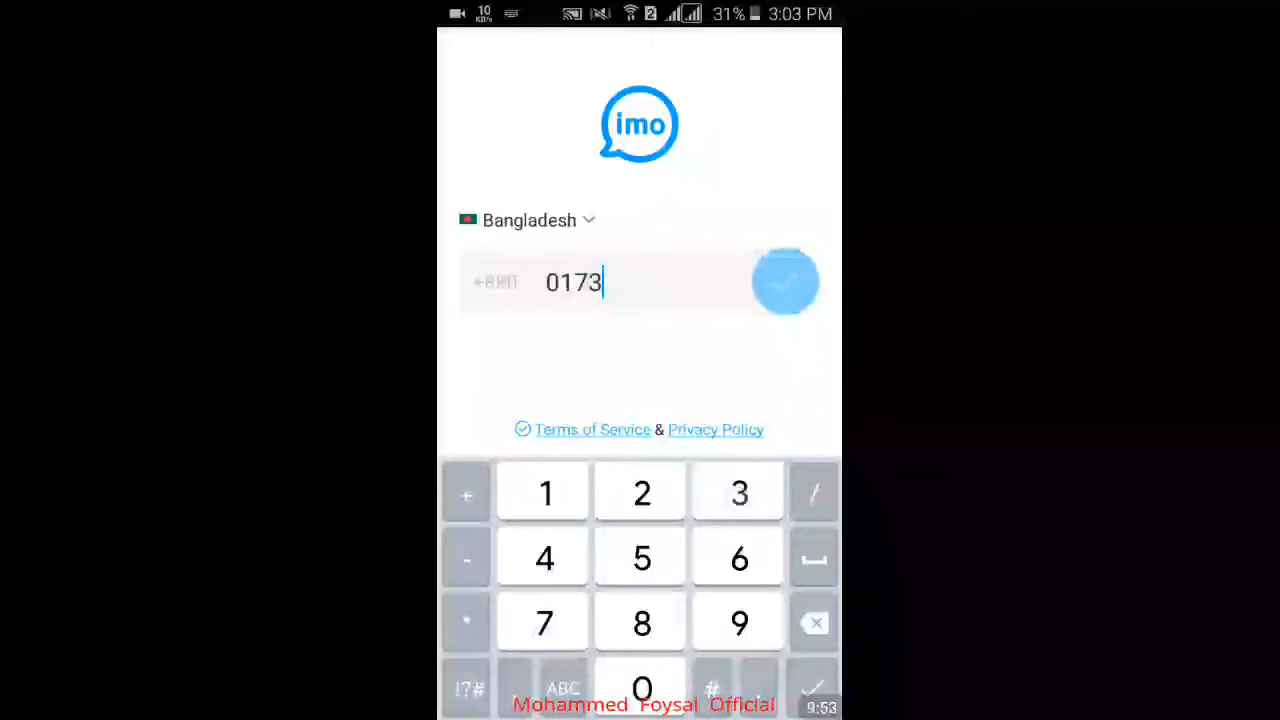 10 KB/s 2 31% 3:03 PM
imo
Bangladesh
+880 0173
Terms of Service & Privacy Policy
+ 1 2 3 /
- 4 5 6
* 7 8 9
!?# , ABC 0 # .
Mohammed Foysal Official
9:53